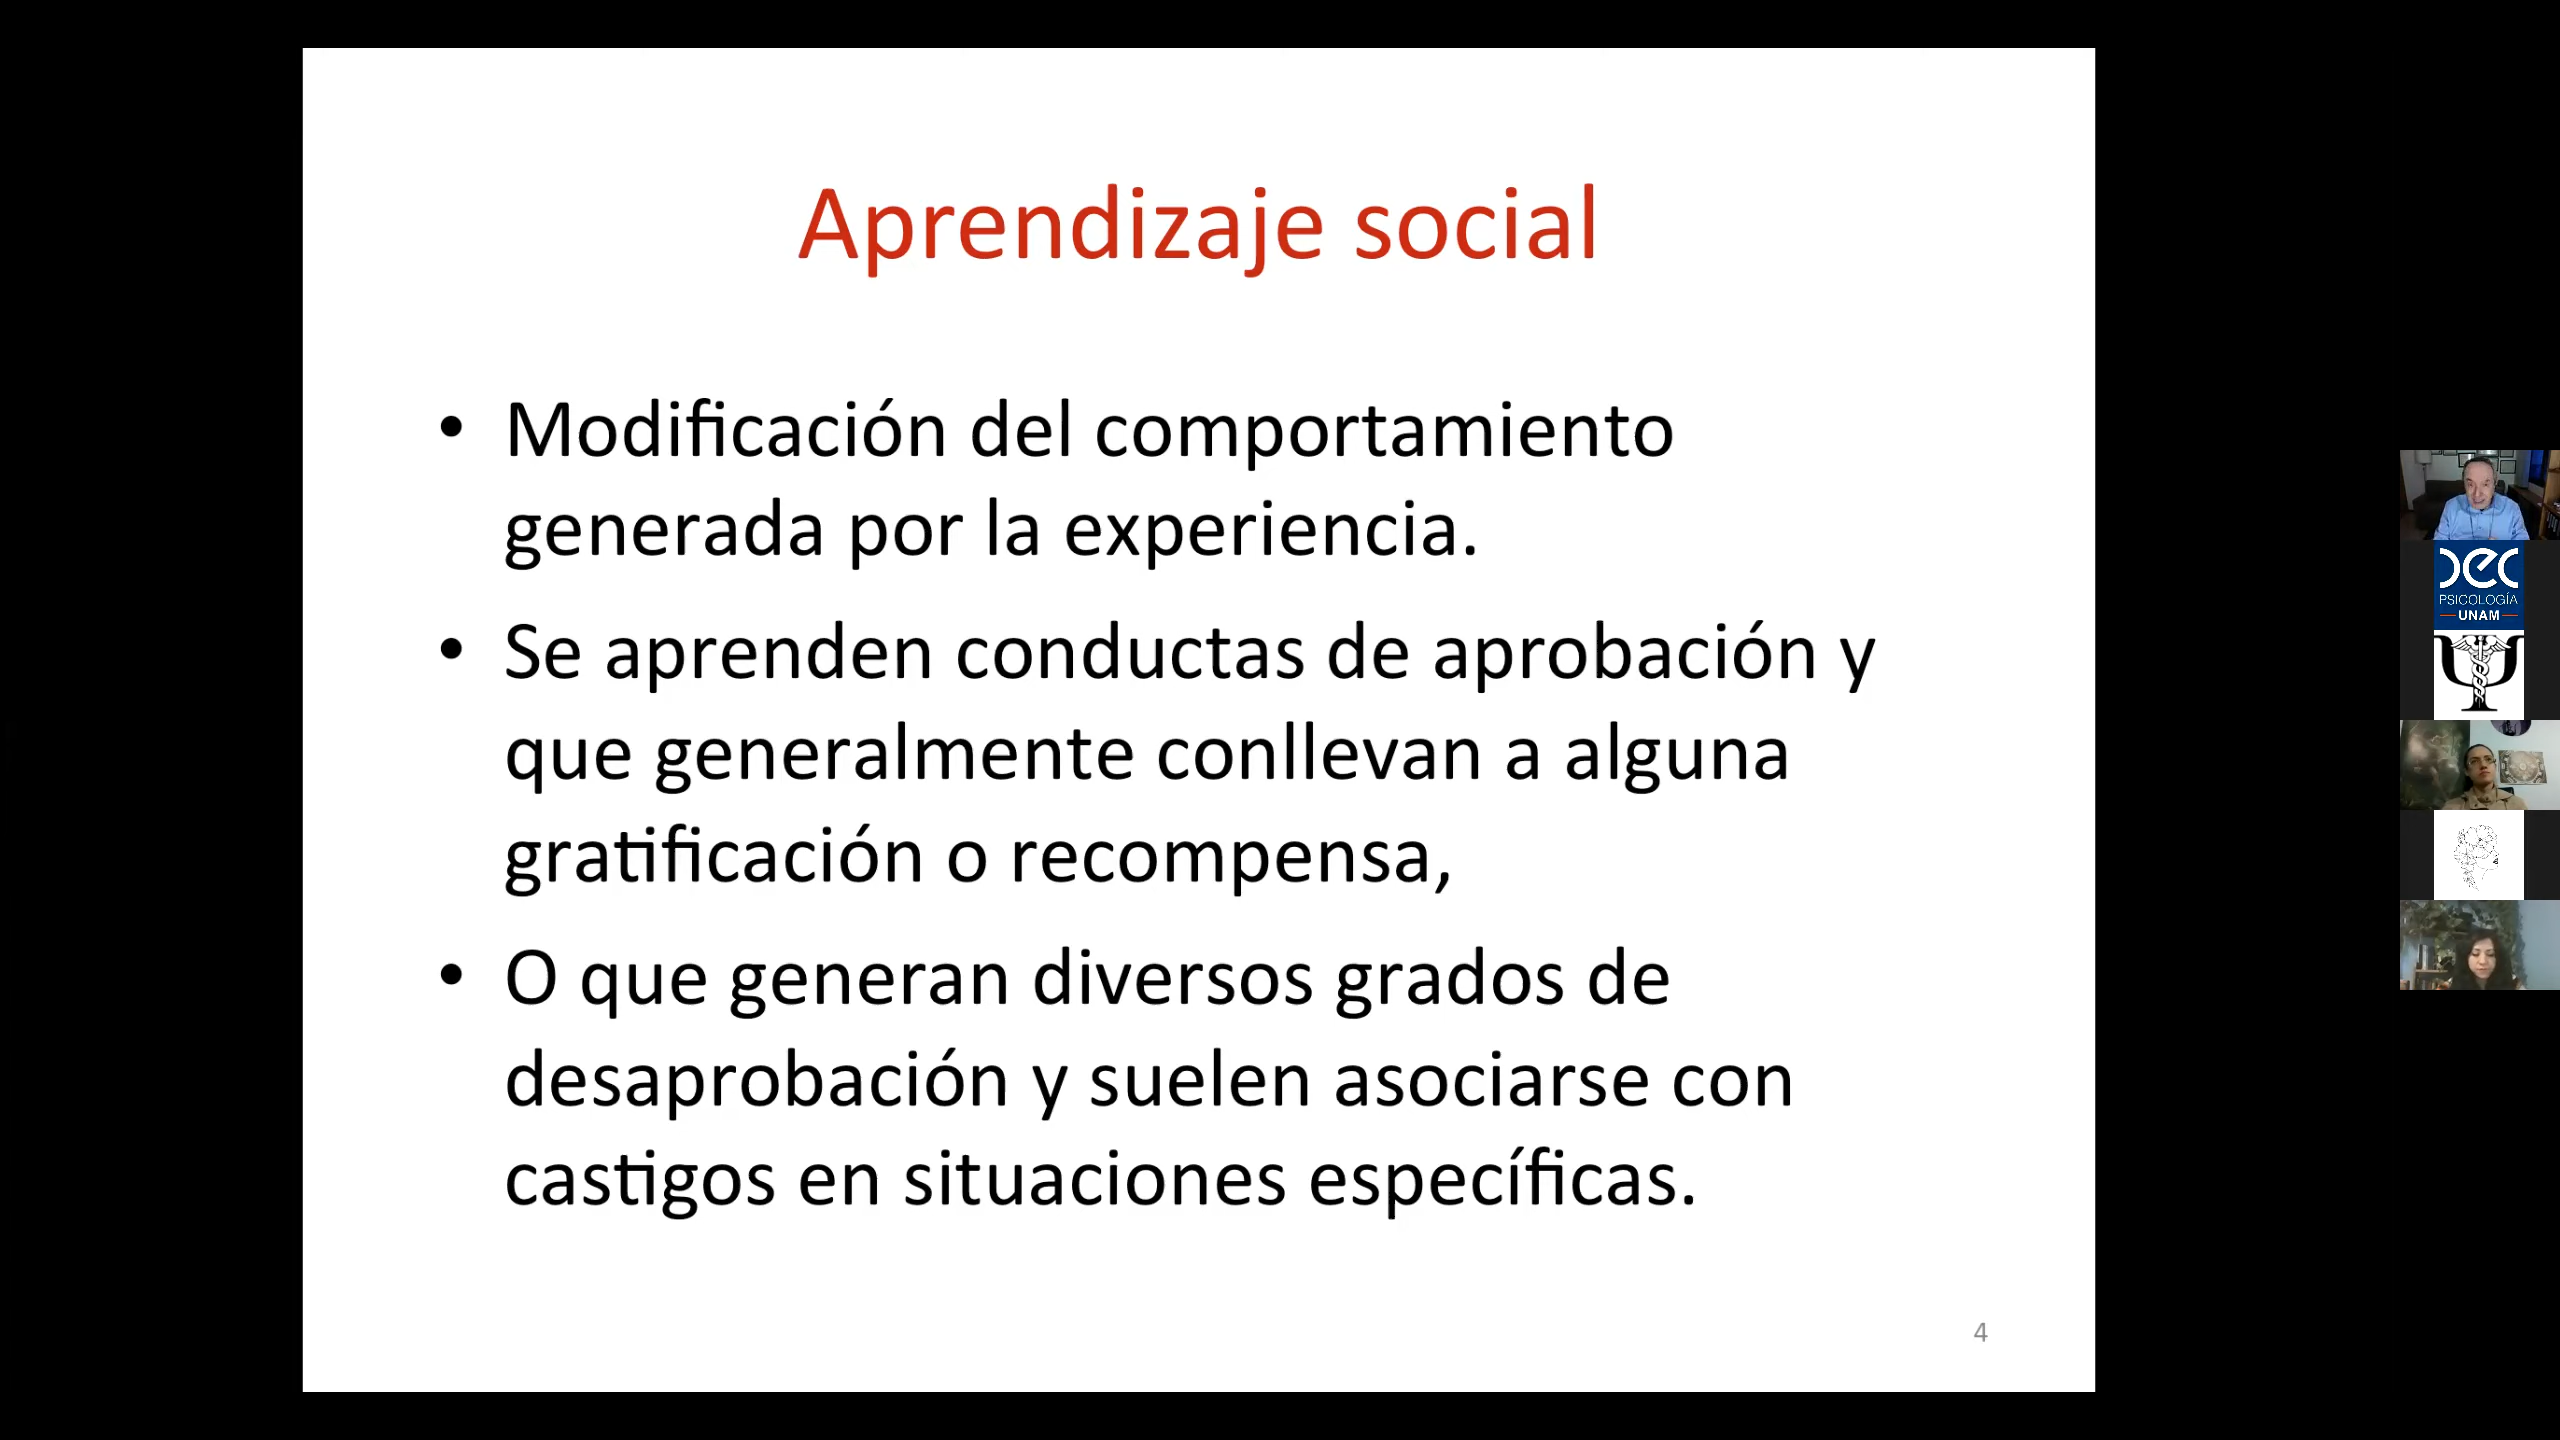 Aprendizaje social
• Modificación del comportamiento
generada por la experiencia.
• Se aprenden conductas de aprobación y
que generalmente conllevan a alguna
gratificación o recompensa,
• O que generan diversos grados de
desaprobación y suelen asociarse con
castigos en situaciones específicas.
4
DEC
PSICOLOGÍA
UNAM